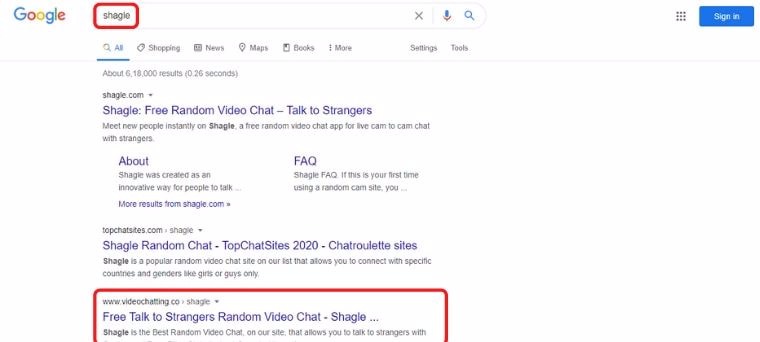 Google
shagle
Sign in
All Shopping News Maps Books More Settings Tools
About 6,18,000 results (0.26 seconds)
shagle.com
Shagle: Free Random Video Chat – Talk to Strangers
Meet new people instantly on Shagle, a free random video chat app for live cam to cam chat
with strangers.
About FAQ
Shagle was created as an Shagle FAQ. If this is your first time
innovative way for people to talk ... using a random cam site, you ...
More results from shagle.com »
topchatsites.com › shagle
Shagle Random Chat - TopChatSites 2020 - Chatroulette sites
Shagle is a popular random video chat site on our list that allows you to connect with specific
countries and genders like girls or guys only.
www.videochatting.co › shagle
Free Talk to Strangers Random Video Chat - Shagle ...
Shagle is the Best Random Video Chat, on our site, that allows you to talk to strangers with